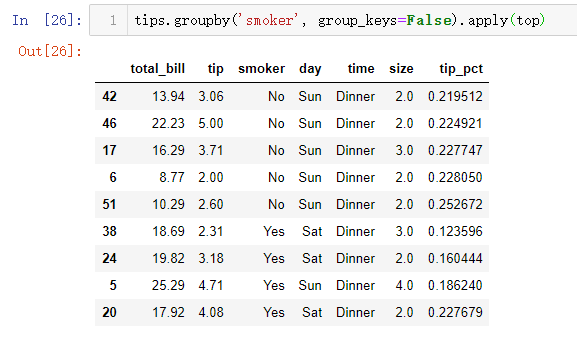 In [26]: 1 tips.groupby('smoker', group_keys=False).apply(top)
Out[26]:
total_bill tip smoker day time size tip_pct
42 13.94 3.06 No Sun Dinner 2.0 0.219512
46 22.23 5.00 No Sun Dinner 2.0 0.224921
17 16.29 3.71 No Sun Dinner 3.0 0.227747
6 8.77 2.00 No Sun Dinner 2.0 0.228050
51 10.29 2.60 No Sun Dinner 2.0 0.252672
38 18.69 2.31 Yes Sat Dinner 3.0 0.123596
24 19.82 3.18 Yes Sat Dinner 2.0 0.160444
5 25.29 4.71 Yes Sun Dinner 4.0 0.186240
20 17.92 4.08 Yes Sat Dinner 2.0 0.227679